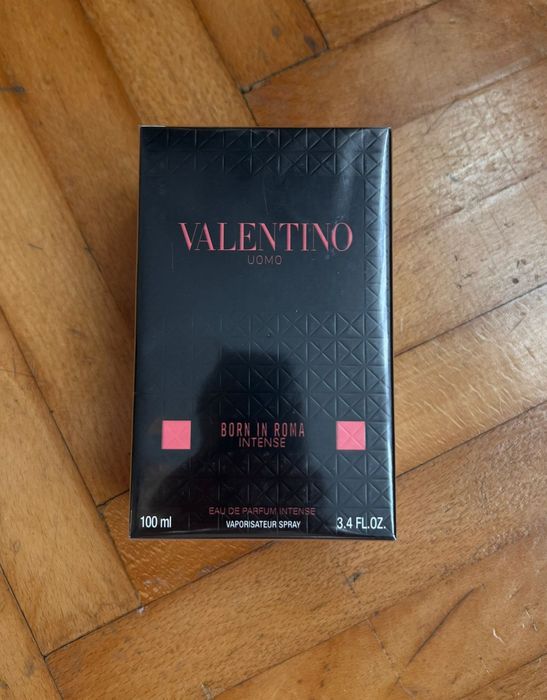 VALENTINO
UOMO
BORN IN ROMA
INTENSE
EAU DE PARFUM INTENSE
100 ml VAPORISATEUR SPRAY 3.4 FL.OZ.